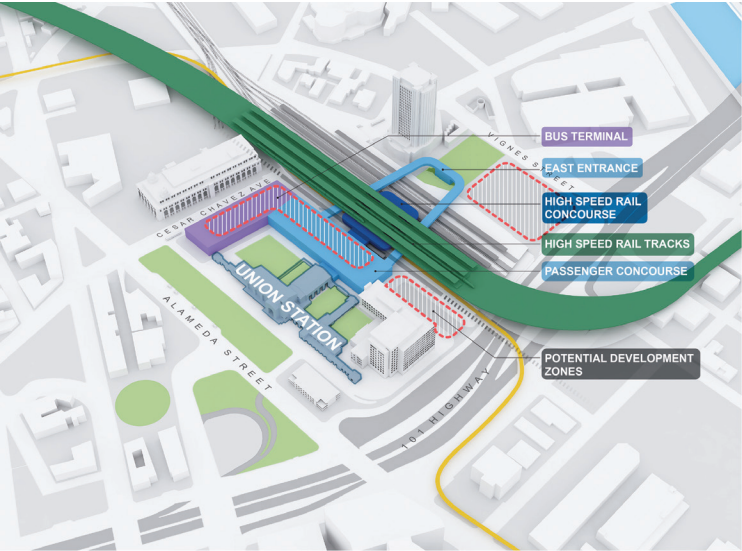 BUS TERMINAL
VIGNES STREET
EAST ENTRANCE
HIGH SPEED RAIL
CONCOURSE
CESAR CHAVEZ AVE
HIGH SPEED RAIL TRACKS
PASSENGER CONCOURSE
UNION STATION
ALAMEDA STREET
POTENTIAL DEVELOPMENT
ZONES
101 HIGHWAY